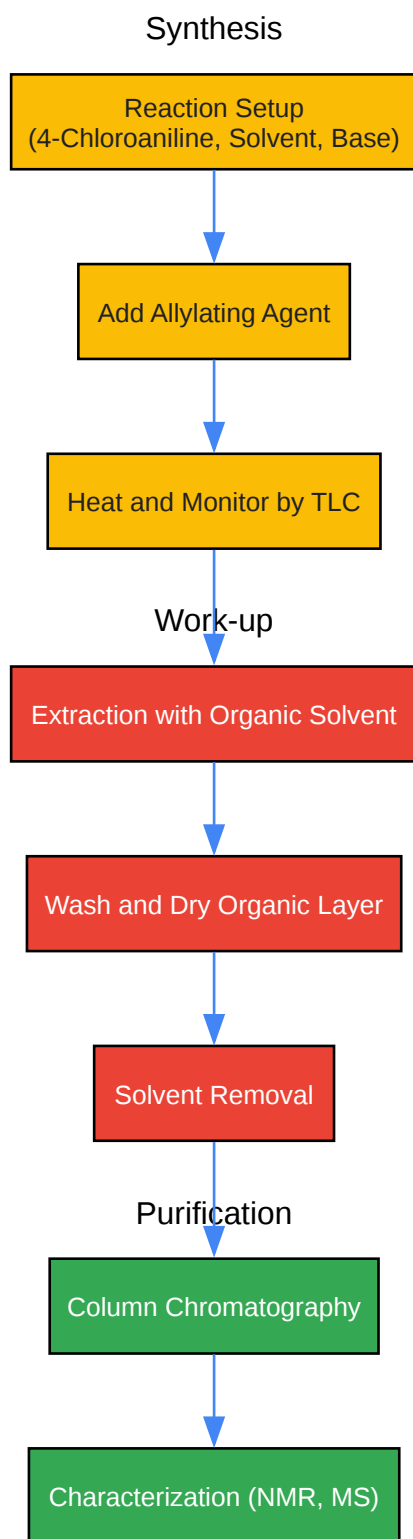 Synthesis
Reaction Setup
(4-Chloroaniline, Solvent, Base)
Add Allylating Agent
Heat and Monitor by TLC
Work-up
Extraction with Organic Solvent
Wash and Dry Organic Layer
Solvent Removal
Purification
Column Chromatography
Characterization (NMR, MS)